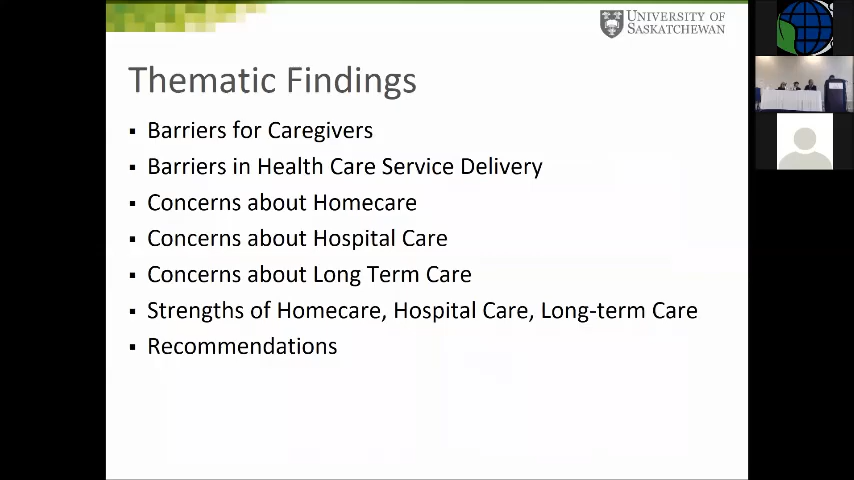 UNIVERSITY OF
SASKATCHEWAN
Thematic Findings
▪ Barriers for Caregivers
▪ Barriers in Health Care Service Delivery
▪ Concerns about Homecare
▪ Concerns about Hospital Care
▪ Concerns about Long Term Care
▪ Strengths of Homecare, Hospital Care, Long-term Care
▪ Recommendations